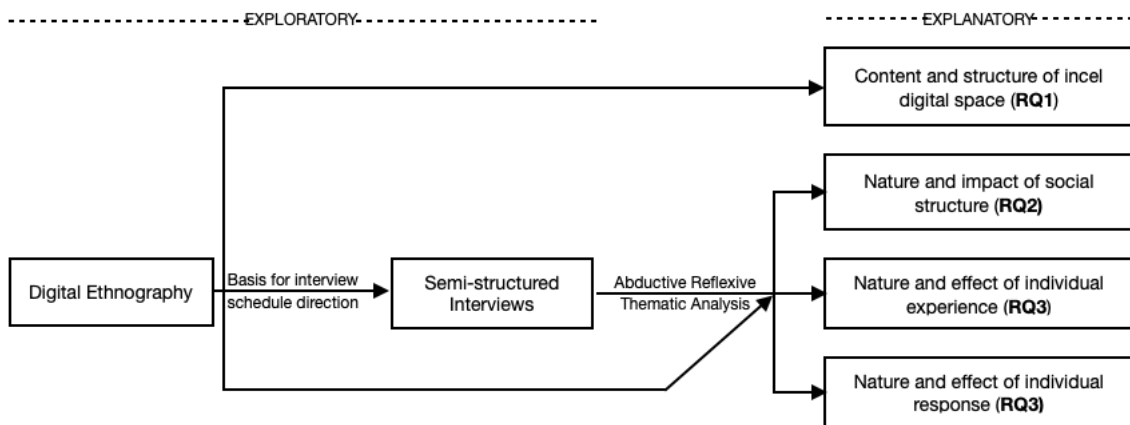 EXPLORATORY
EXPLANATORY
Content and structure of incel
digital space (RQ1)
Nature and impact of social
structure (RQ2)
Digital Ethnography
Basis for interview
schedule direction
Semi-structured
Interviews
Abductive Reflexive
Thematic Analysis
Nature and effect of individual
experience (RQ3)
Nature and effect of individual
response (RQ3)